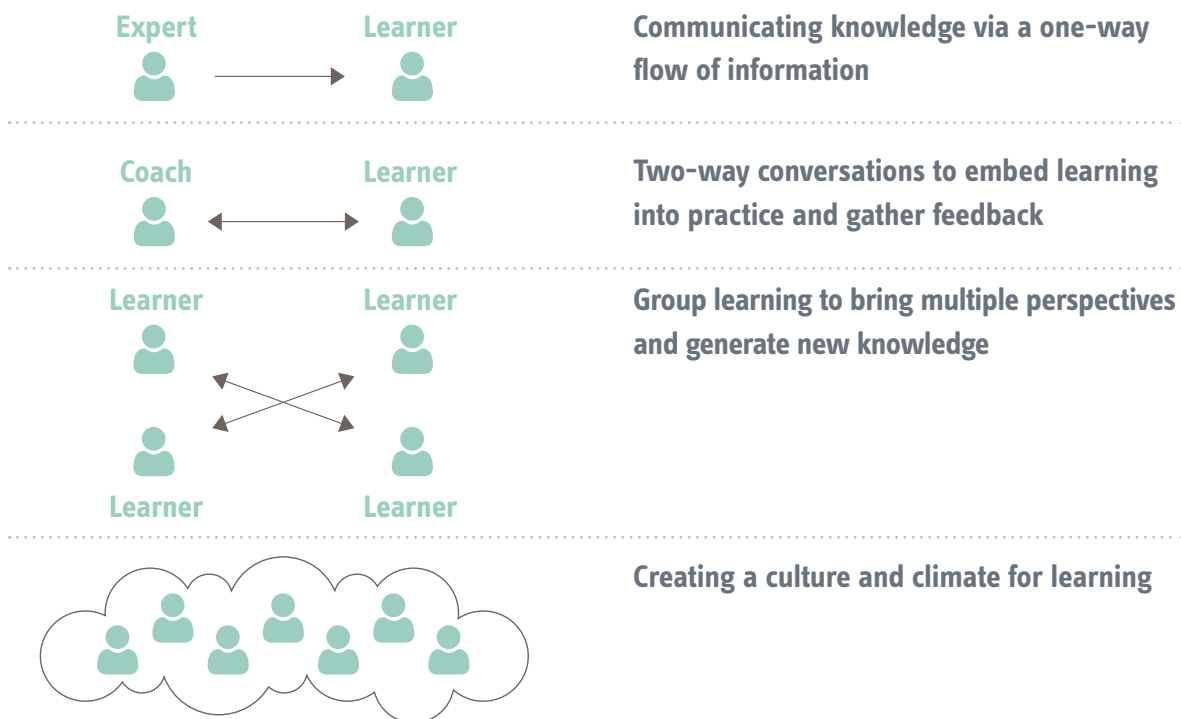 Expert Learner
Communicating knowledge via a one-way
flow of information
Coach Learner
Two-way conversations to embed learning
into practice and gather feedback
Learner Learner
Group learning to bring multiple perspectives
and generate new knowledge
Learner Learner
Creating a culture and climate for learning